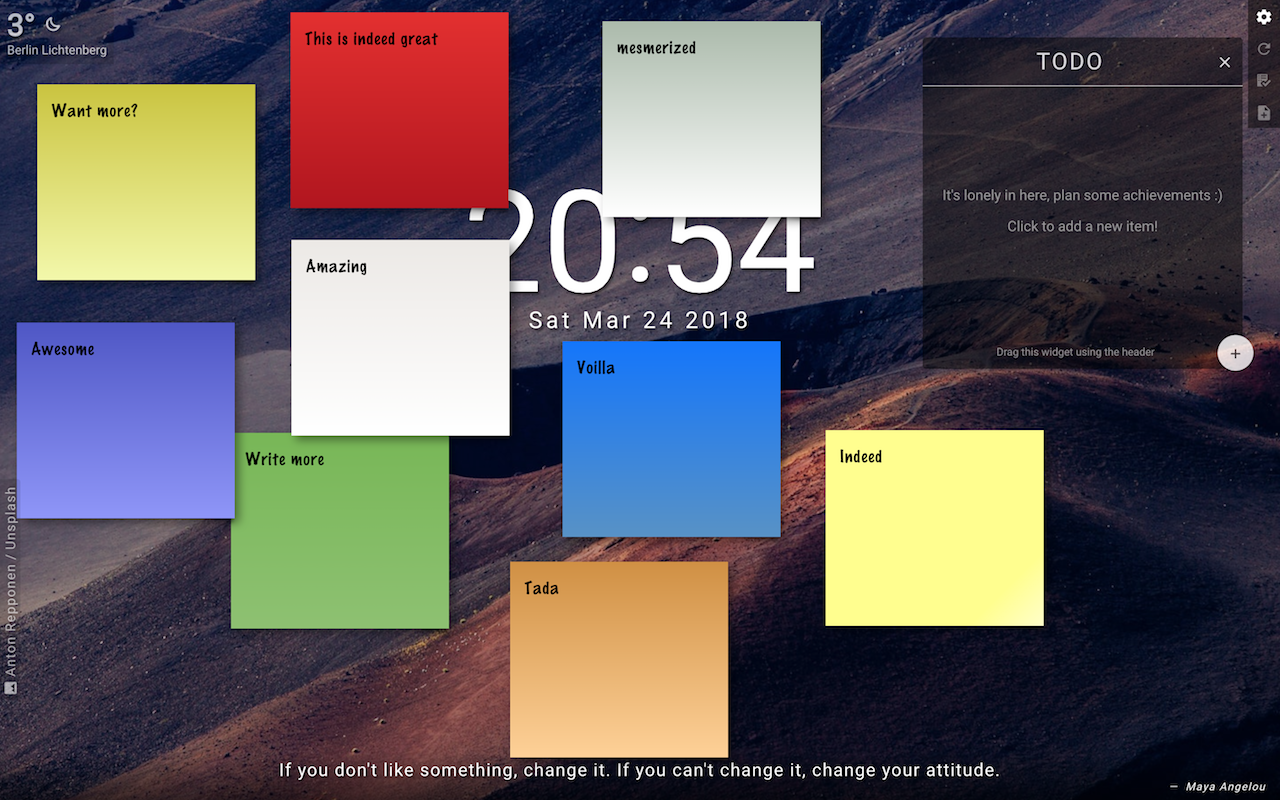 3°
Berlin Lichtenberg
This is indeed great
mesmerized
TODO
Want more?
It's lonely in here, plan some achievements :)
Click to add a new item!
20:54
Amazing
Sat Mar 24 2018
Awesome
Drag this widget using the header
Voilla
Write more
Indeed
Anton Repponen / Unsplash
Tada
If you don't like something, change it. If you can't change it, change your attitude.
— Maya Angelou